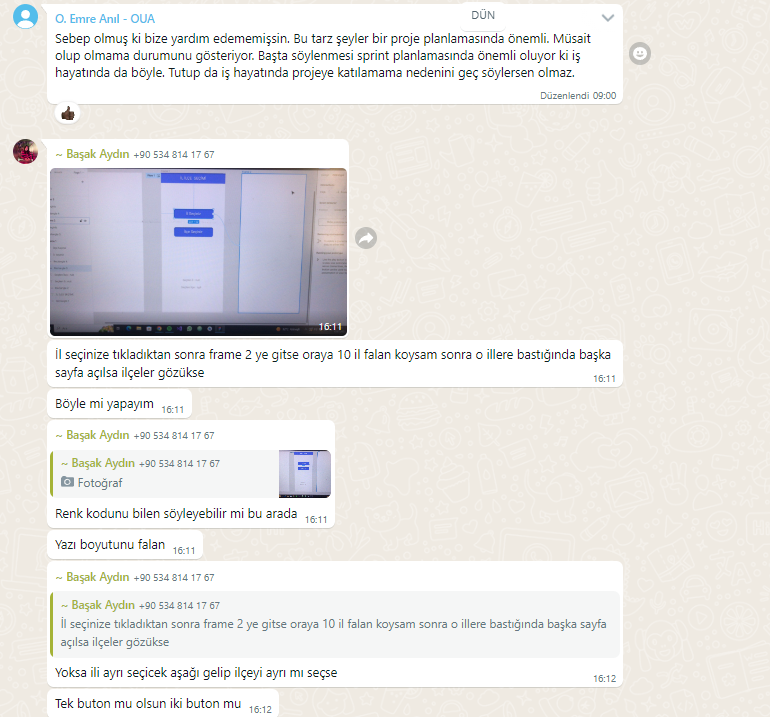 DÜN
O. Emre Anıl - OUA
Sebep olmuş ki bize yardım edememişsin. Bu tarz şeyler bir proje planlamasında önemli. Müsait
olup olmama durumunu gösteriyor. Başta söylenmesi sprint planlamasında önemli oluyor ki iş
hayatında da böyle. Tutup da iş hayatında projeye katılamama nedenini geç söylersen olmaz.
Düzenlendi 09:00
~ Başak Aydın +90 534 814 17 67
16:11
İl seçinize tıkladıktan sonra frame 2 ye gitse oraya 10 il falan koysam sonra o illere bastığında başka
sayfa açılsa ilçeler gözükse
16:11
Böyle mi yapayım 16:11
~ Başak Aydın +90 534 814 17 67
~ Başak Aydın +90 534 814 17 67
Fotoğraf
Renk kodunu bilen söyleyebilir mi bu arada 16:11
Yazı boyutunu falan 16:11
~ Başak Aydın +90 534 814 17 67
~ Başak Aydın +90 534 814 17 67
İl seçinize tıkladıktan sonra frame 2 ye gitse oraya 10 il falan koysam sonra o illere bastığında başka sayfa
açılsa ilçeler gözükse
Yoksa ili ayrı seçicek aşağı gelip ilçeyi ayrı mı seçse
16:12
Tek buton mu olsun iki buton mu 16:12